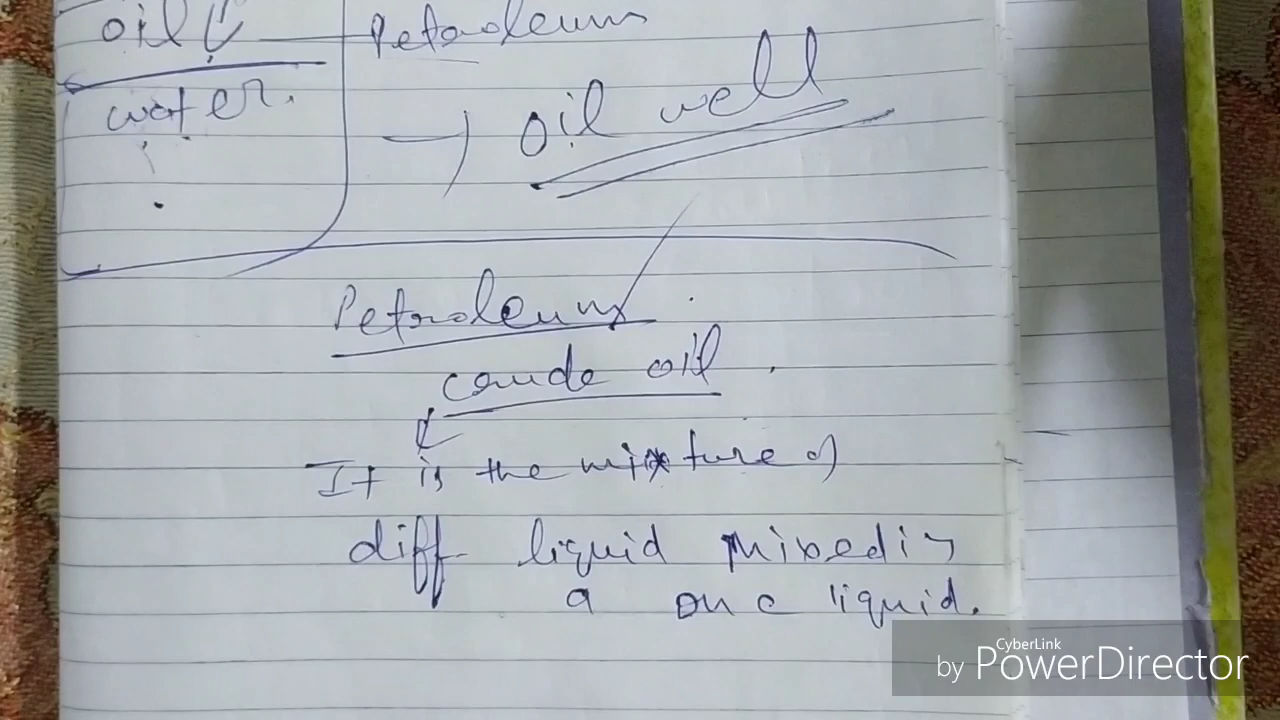 oil Petroleum
water.
→ oil well
Petroleum
crude oil.
It is the mixture of
diff liquid mixed in
a one liquid.
CyberLink
by PowerDirector